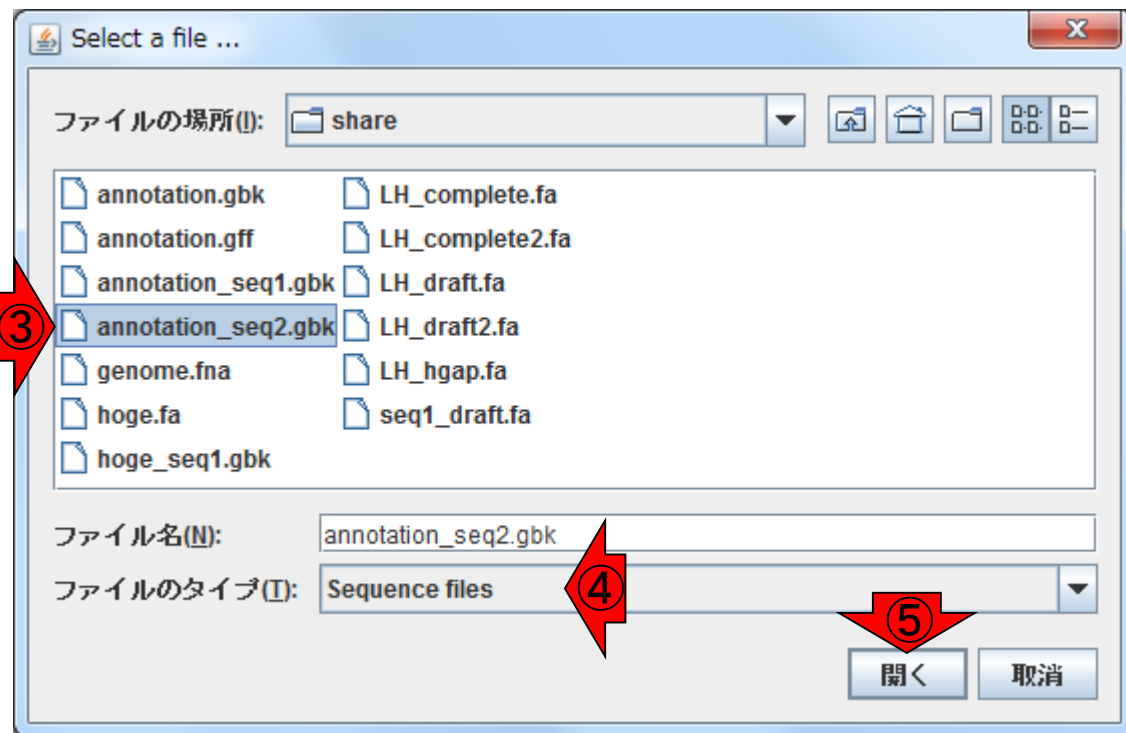 Select a file ...
ファイルの場所(I): share
annotation.gbk LH_complete.fa
annotation.gff LH_complete2.fa
annotation_seq1.gbk LH_draft.fa
③ annotation_seq2.gbk LH_draft2.fa
genome.fna LH_hgap.fa
hoge.fa seq1_draft.fa
hoge_seq1.gbk
ファイル名(N): annotation_seq2.gbk
ファイルのタイプ(T): Sequence files ④
⑤
開く 取消